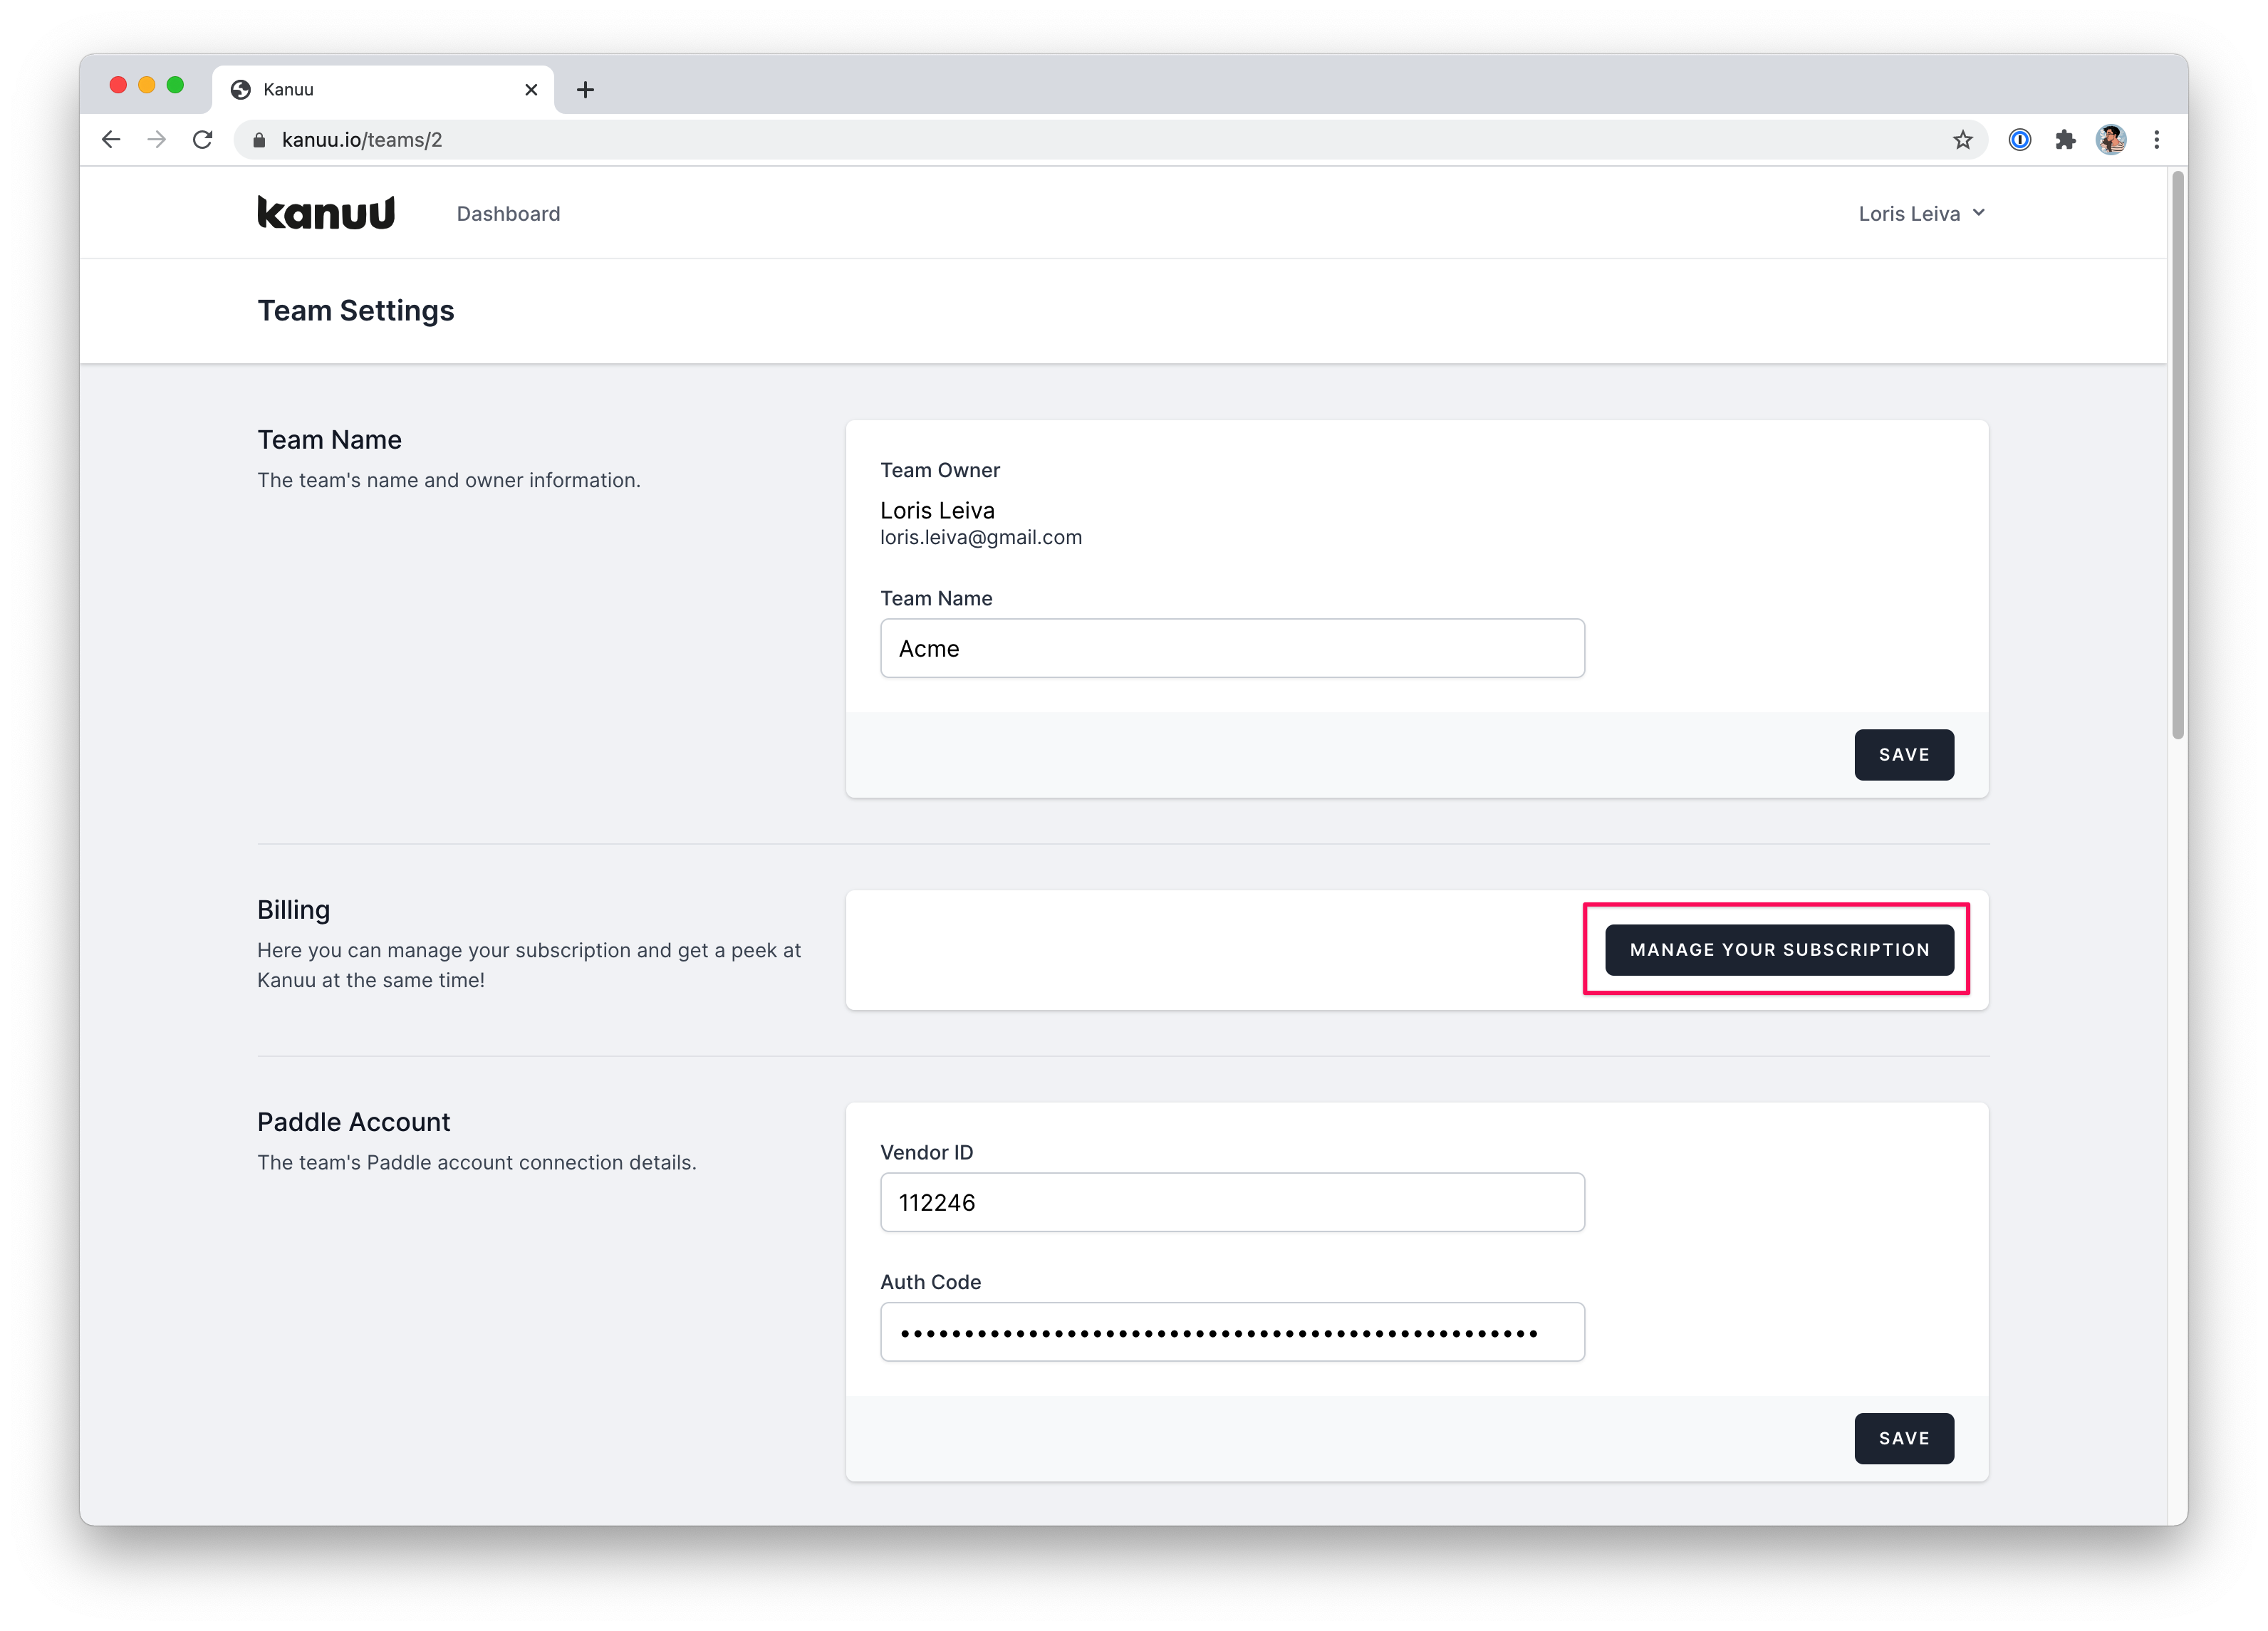 Kanuu
kanuu.io/teams/2
kanuu
Dashboard
Loris Leiva
Team Settings
Team Name
The team's name and owner information.
Team Owner
Loris Leiva
loris.leiva@gmail.com
Team Name
Acme
SAVE
Billing
Here you can manage your subscription and get a peek at
Kanuu at the same time!
MANAGE YOUR SUBSCRIPTION
Paddle Account
The team's Paddle account connection details.
Vendor ID
112246
Auth Code
SAVE